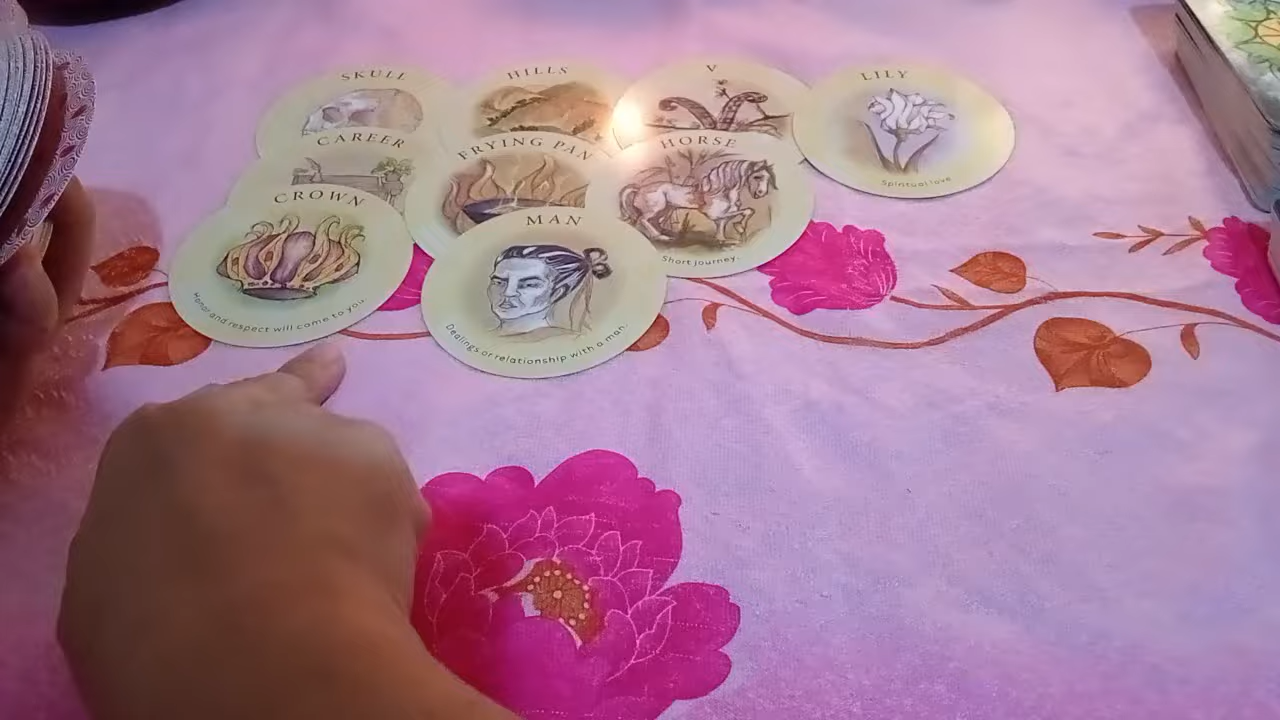 SKULL
HILLS
V
LILY
Spiritual love
CAREER
FRYING PAN
HORSE
Short journey.
CROWN
Honor and respect will come to you.
MAN
Dealings or relationship with a man.